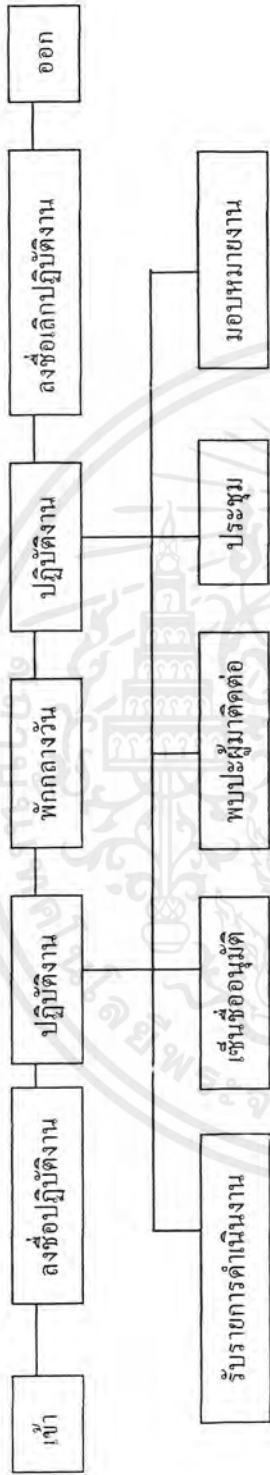 เข้า
ลงชื่อปฏิบัติงาน
ปฏิบัติงาน
พักกลางวัน
ปฏิบัติงาน
ลงชื่อเลิกปฏิบัติงาน
ออก
รับรายการดำเนินงาน
เซ็นชื่ออนุมัติ
พบปะผู้มาติดต่อ
ประชุม
มอบหมายงาน